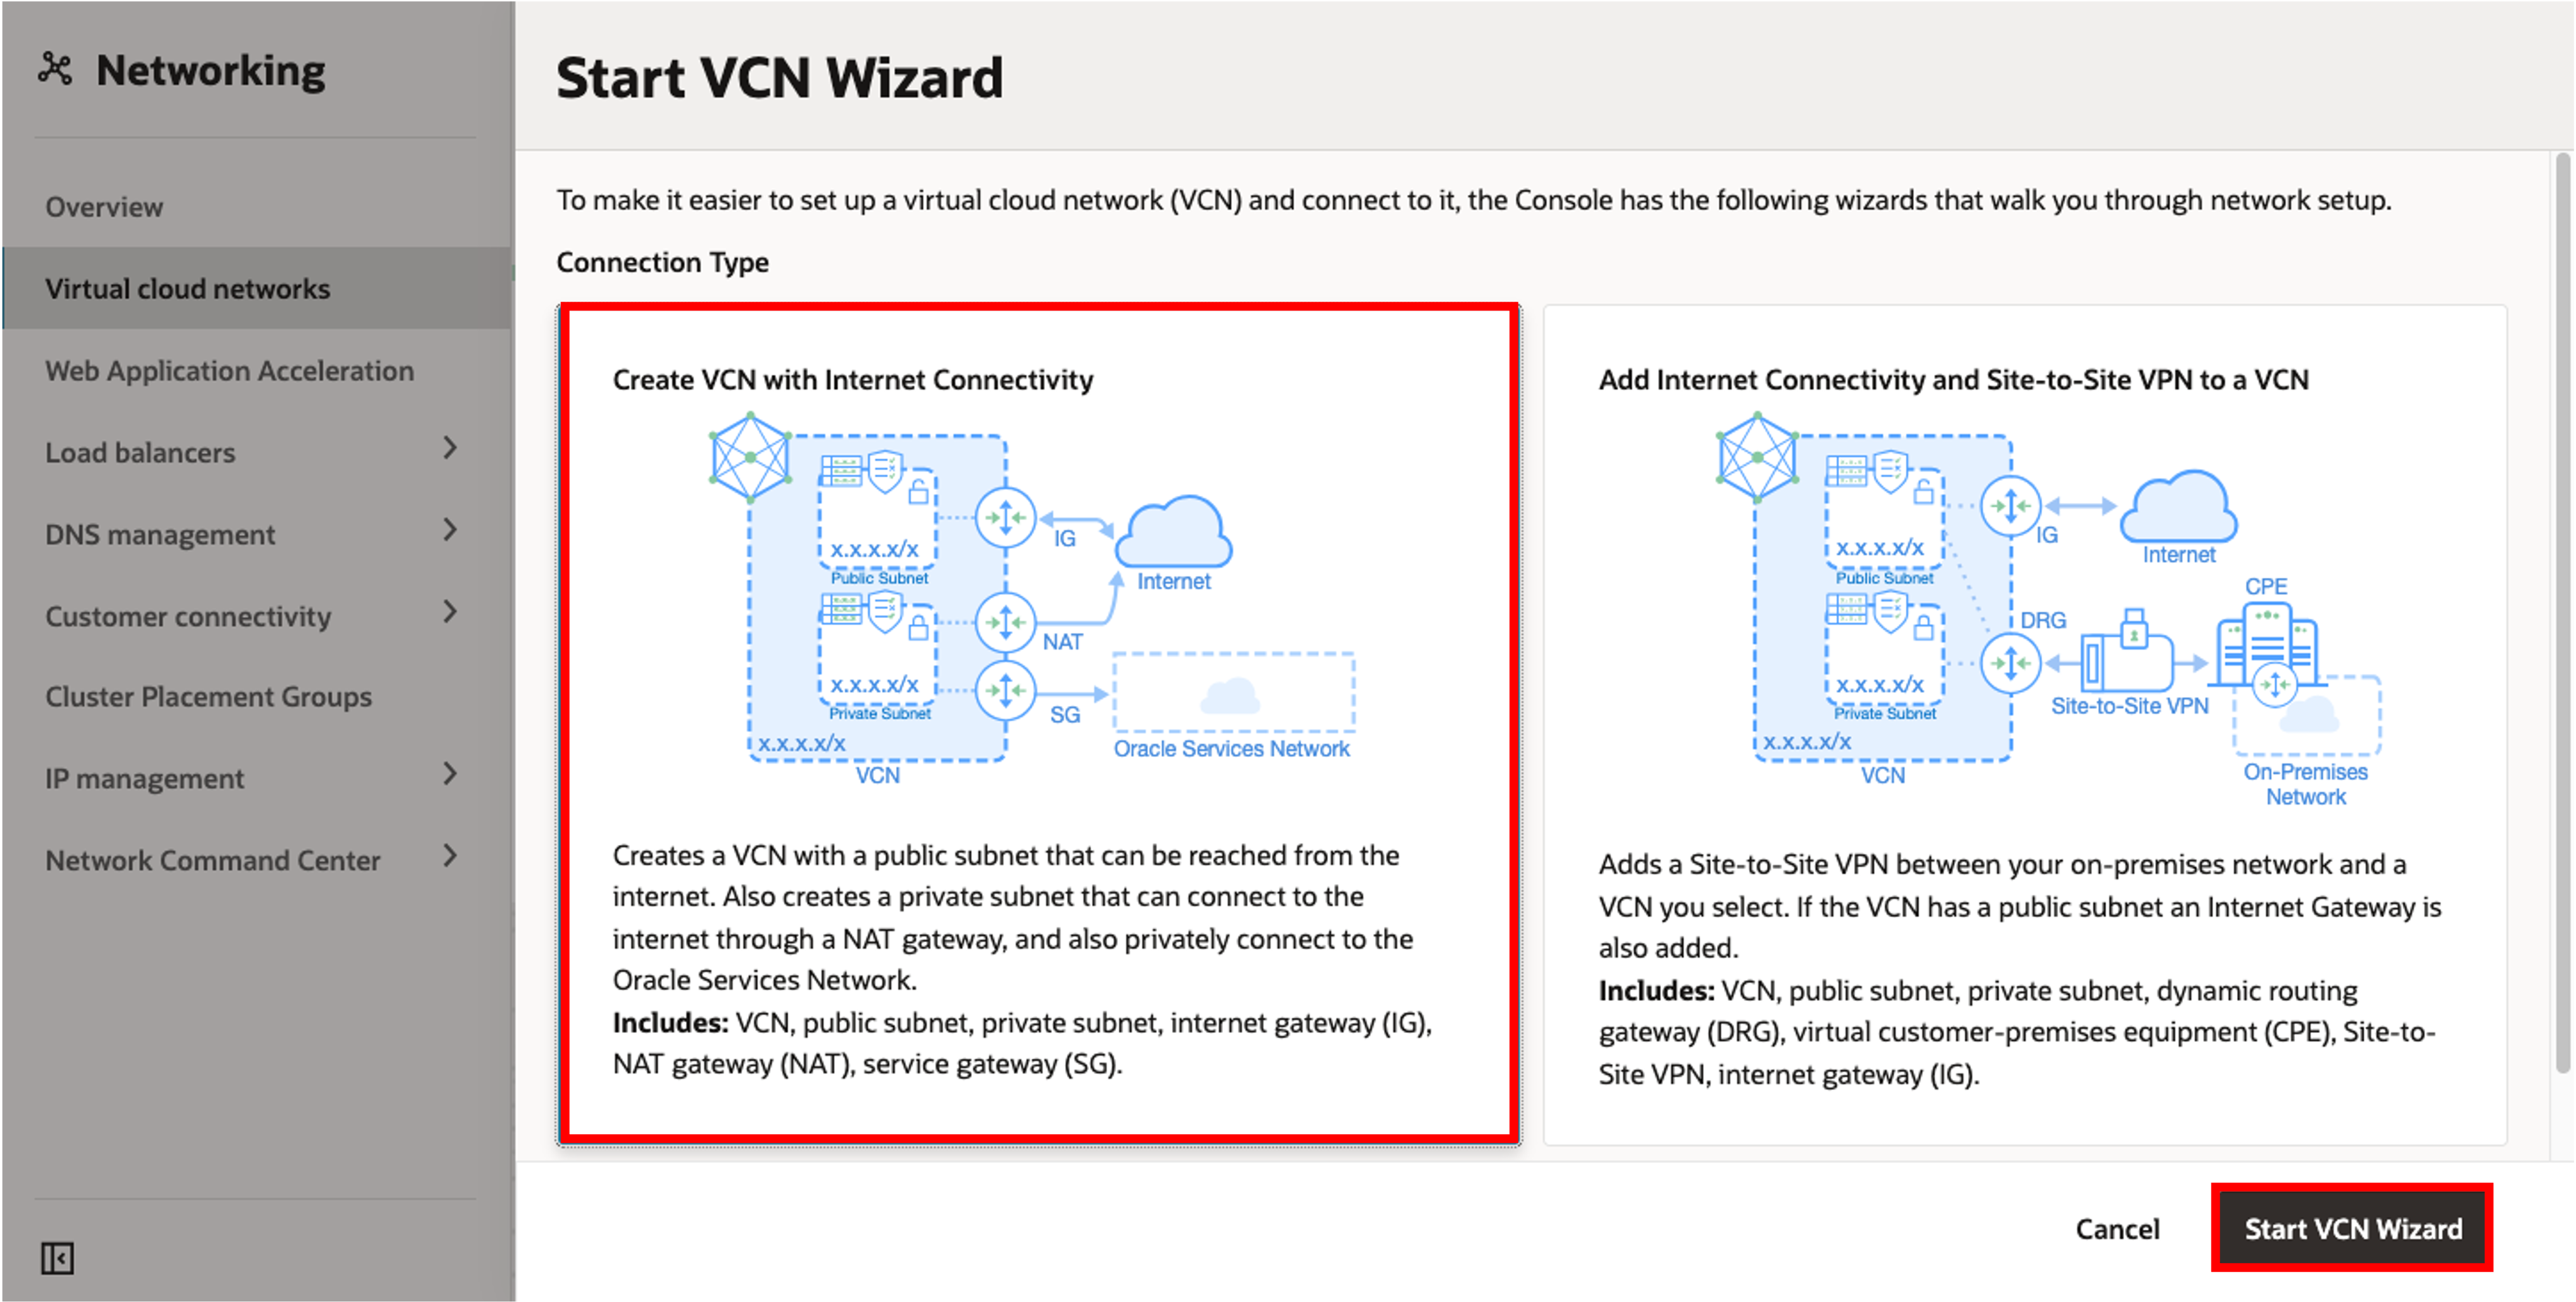 Networking
Overview
Virtual cloud networks
Web Application Acceleration
Load balancers
DNS management
Customer connectivity
Cluster Placement Groups
IP management
Network Command Center
Start VCN Wizard
To make it easier to set up a virtual cloud network (VCN) and connect to it, the Console has the following wizards that walk you through network setup.
Connection Type
Create VCN with Internet Connectivity
x.x.x.x/x
Public Subnet
IG
Internet
NAT
x.x.x.x/x
Private Subnet
SG
x.x.x.x/x
Oracle Services Network
VCN
Creates a VCN with a public subnet that can be reached from the
internet. Also creates a private subnet that can connect to the
internet through a NAT gateway, and also privately connect to the
Oracle Services Network.
Includes: VCN, public subnet, private subnet, internet gateway (IG),
NAT gateway (NAT), service gateway (SG).
Add Internet Connectivity and Site-to-Site VPN to a VCN
IG
x.x.x.x/x
Internet
Public Subnet
CPE
DRG
x.x.x.x/x
Site-to-Site VPN
Private Subnet
x.x.x.x/x
VCN
On-Premises
Network
Adds a Site-to-Site VPN between your on-premises network and a
VCN you select. If the VCN has a public subnet an Internet Gateway is
also added.
Includes: VCN, public subnet, private subnet, dynamic routing
gateway (DRG), virtual customer-premises equipment (CPE), Site-to-
Site VPN, internet gateway (IG).
Cancel
Start VCN Wizard